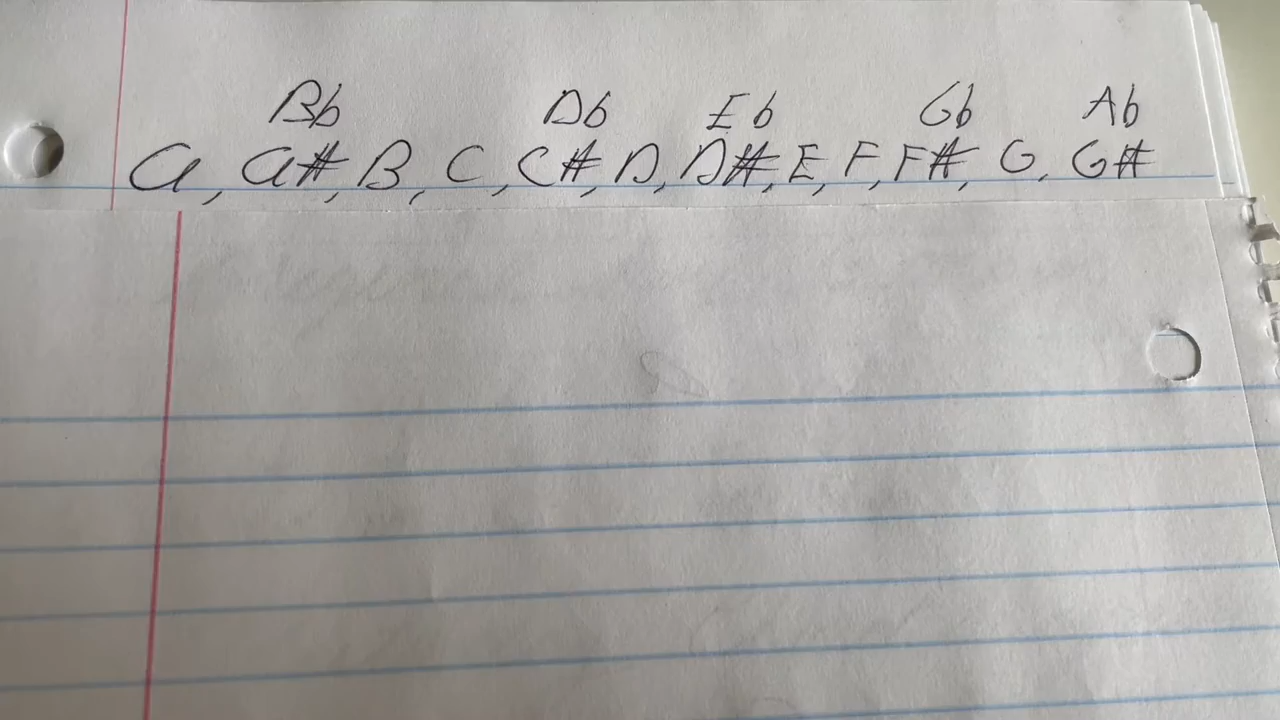 Bb Db Eb Gb Ab
A, A#, B, C, C#, D, D#, E, F, F#, G, G#